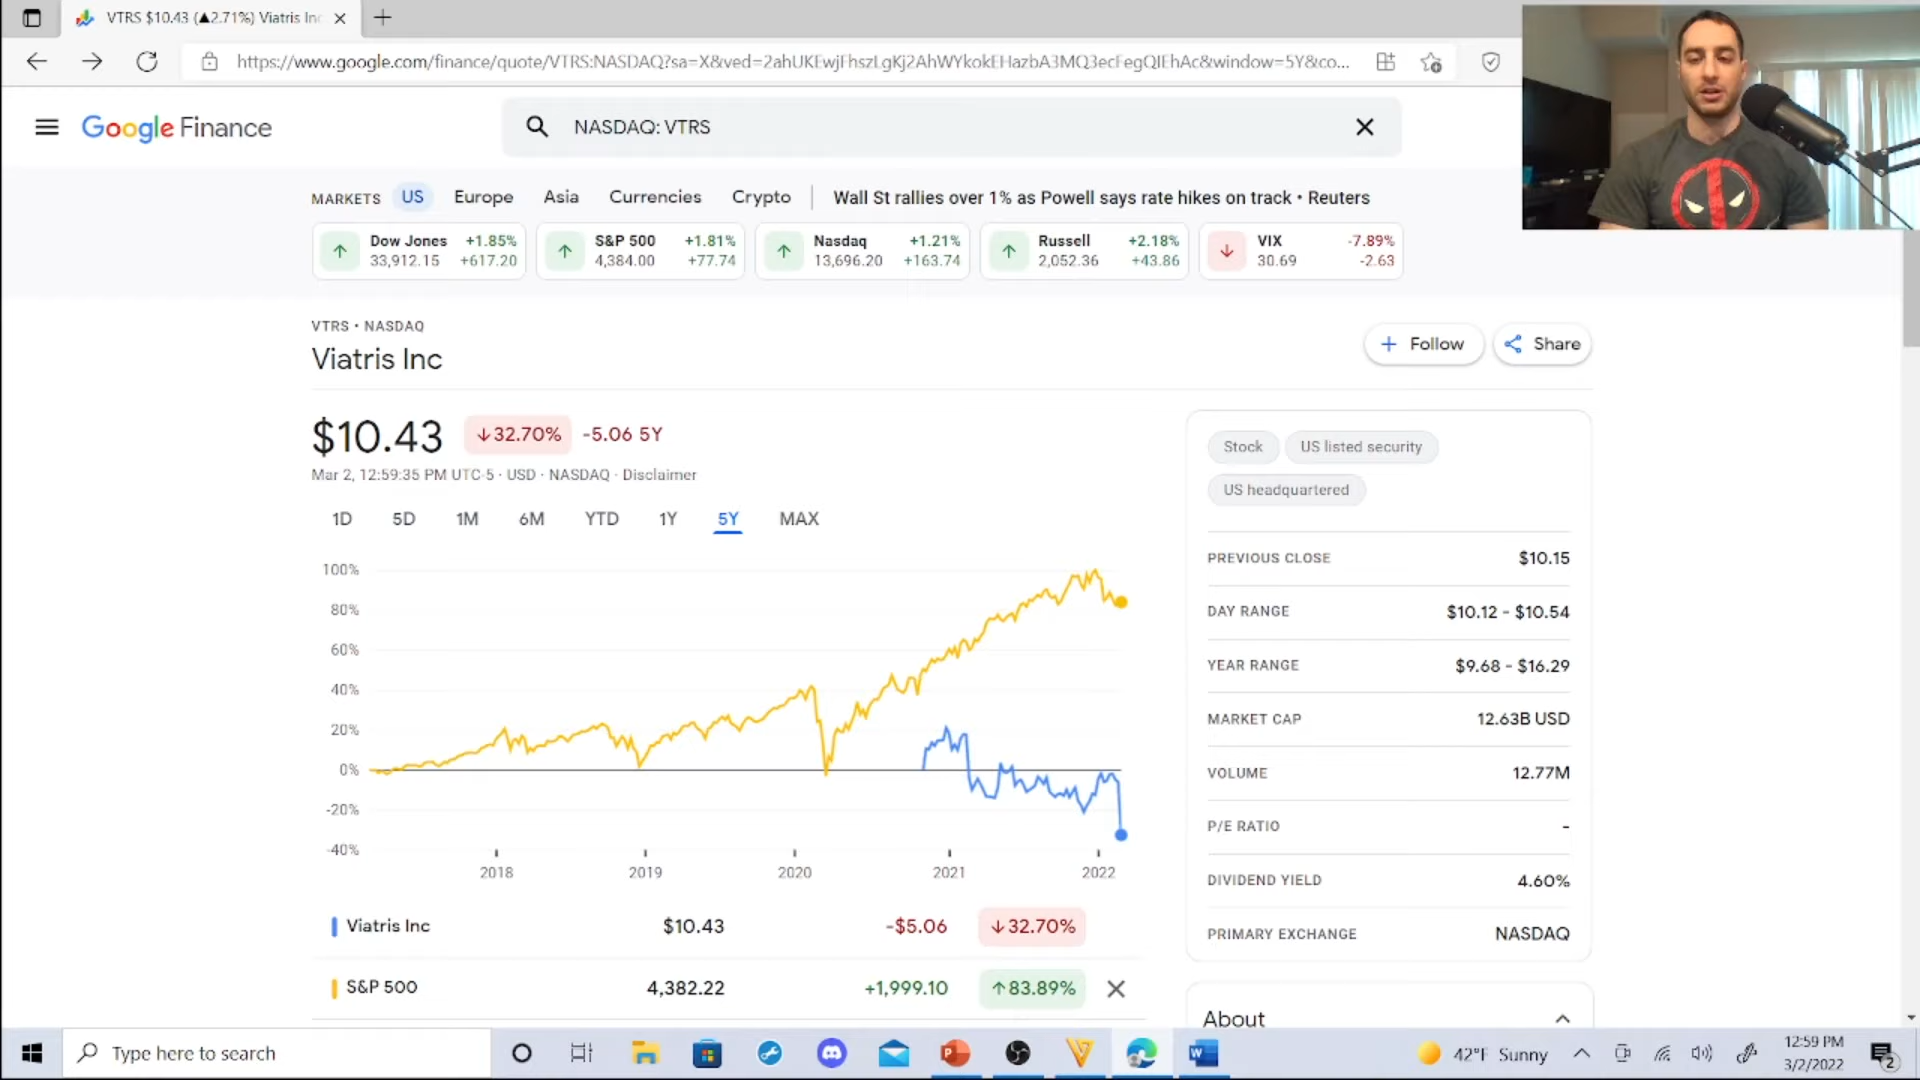 VTRS $10.43 (▲2.71%) Viatris Inc
https://www.google.com/finance/quote/VTRS:NASDAQ?sa=X&ved=2ahUKEwjFhszLgKj2AhWYkokEHazbA3MQ3ecFegQIEhAc&window=5Y&co...
Google Finance
NASDAQ: VTRS
MARKETS US Europe Asia Currencies Crypto Wall St rallies over 1% as Powell says rate hikes on track • Reuters
Dow Jones +1.85% S&P 500 +1.81% Nasdaq +1.21% Russell +2.18% VIX -7.89%
33,912.15 +617.20 4,384.00 +77.74 13,696.20 +163.74 2,052.36 +43.86 30.69 -2.63
VTRS • NASDAQ
Viatris Inc
+ Follow Share
$10.43 ↓32.70% -5.06 5Y
Mar 2, 12:59:35 PM UTC-5 · USD · NASDAQ · Disclaimer
1D 5D 1M 6M YTD 1Y 5Y MAX
100%
80%
60%
40%
20%
0%
-20%
-40%
2018 2019 2020 2021 2022
Viatris Inc $10.43 -$5.06 ↓32.70%
S&P 500 4,382.22 +1,999.10 ↑83.89%
Stock US listed security
US headquartered
PREVIOUS CLOSE $10.15
DAY RANGE $10.12 - $10.54
YEAR RANGE $9.68 - $16.29
MARKET CAP 12.63B USD
VOLUME 12.77M
P/E RATIO -
DIVIDEND YIELD 4.60%
PRIMARY EXCHANGE NASDAQ
About
Type here to search
42°F Sunny
12:59 PM
3/2/2022
2